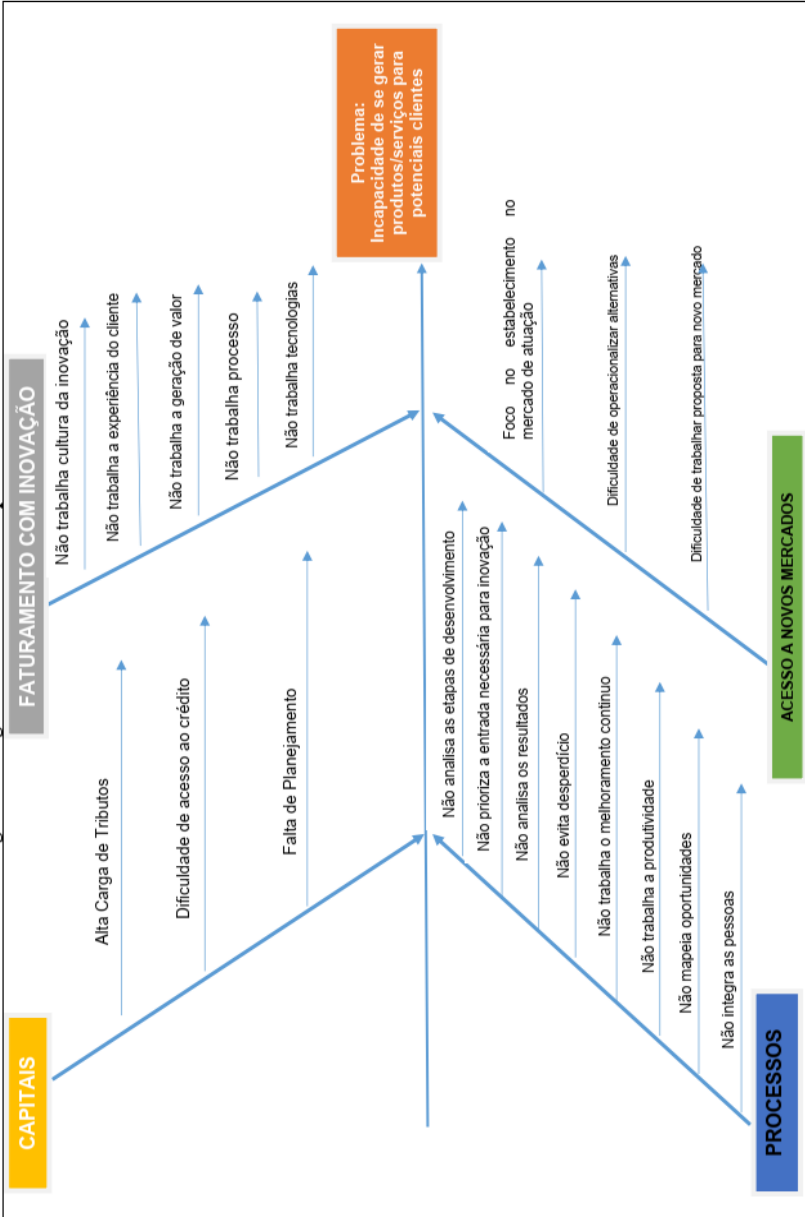 CAPITAIS
FATURAMENTO COM INOVAÇÃO
Alta Carga de Tributos
Dificuldade de acesso ao crédito
Falta de Planejamento
Não trabalha cultura da inovação
Não trabalha a experiência do cliente
Não trabalha a geração de valor
Não trabalha processo
Não trabalha tecnologias
Problema:
Incapacidade de se gerar
produtos/serviços para
potenciais clientes
Não analisa as etapas de desenvolvimento
Não prioriza a entrada necessária para inovação
Não analisa os resultados
Não evita desperdício
Não trabalha o melhoramento continuo
Não trabalha a produtividade
Não mapeia oportunidades
Não integra as pessoas
Foco no estabelecimento no
mercado de atuação
Dificuldade de operacionalizar alternativas
Dificuldade de trabalhar proposta para novo mercado
PROCESSOS
ACESSO A NOVOS MERCADOS